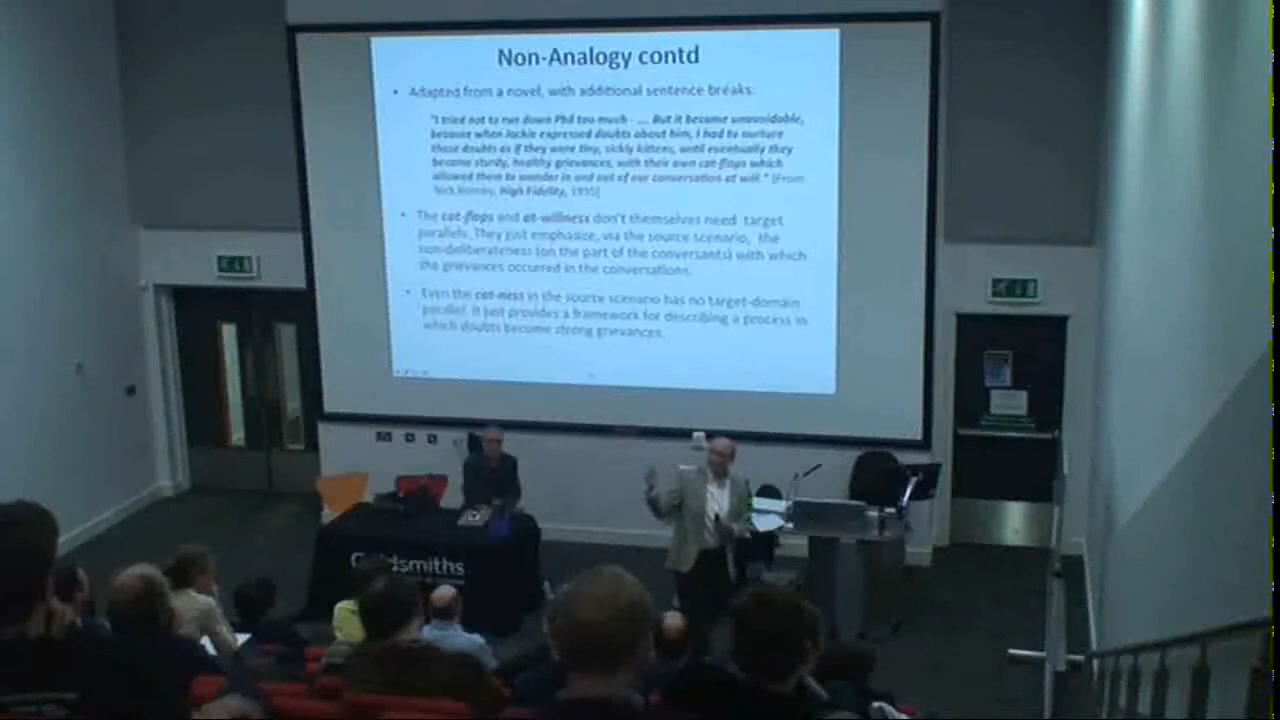 Non-Analogy contd
• Adapted from a novel, with additional sentence breaks:
"I tried not to run down Phil too much - ... But it became unavoidable,
because when Jackie expressed doubts about him, I had to nurture
those doubts as if they were tiny, sickly kittens, until eventually they
became sturdy, healthy grievances, with their own cat-flaps which
allowed them to wander in and out of our conversation at will." [From
Nick Hornby, High Fidelity, 1995]
• The cat-flaps and at-willness don't themselves need target
parallels. They just emphasize, via the source scenario, the
non-deliberateness (on the part of the conversants) with which
the grievances occurred in the conversations.
• Even the cat-ness in the source scenario has no target-domain
parallel. It just provides a framework for describing a process in
which doubts become strong grievances.
Goldsmiths